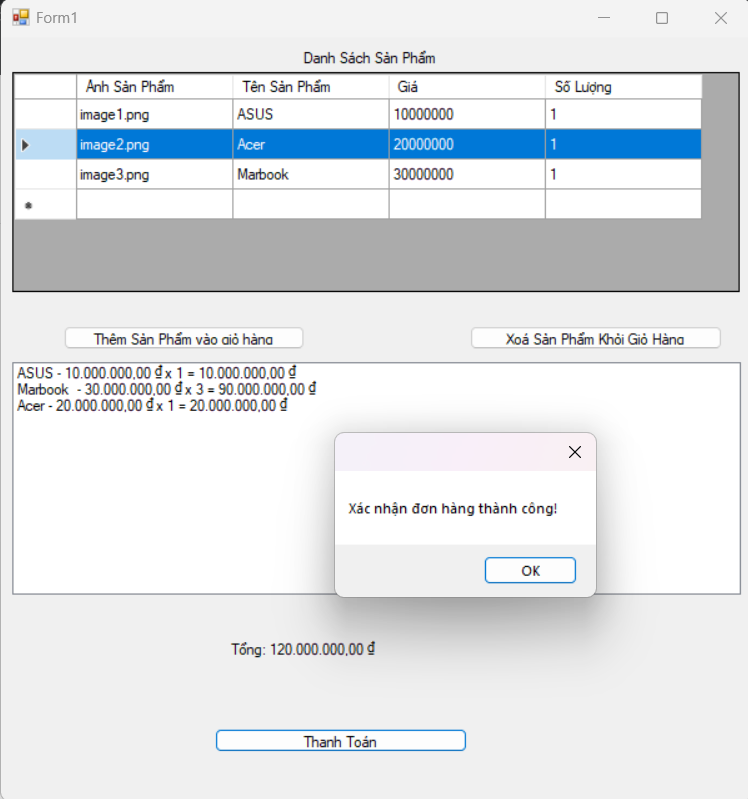 Form1
Danh Sách Sản Phẩm
Ảnh Sản Phẩm Tên Sản Phẩm Giá Số Lượng
image1.png ASUS 10000000 1
image2.png Acer 20000000 1
image3.png Marbook 30000000 1
Thêm Sản Phẩm vào giỏ hàng Xoá Sản Phẩm Khỏi Giỏ Hàng
ASUS - 10.000.000,00 ₫ x 1 = 10.000.000,00 ₫
Marbook - 30.000.000,00 ₫ x 3 = 90.000.000,00 ₫
Acer - 20.000.000,00 ₫ x 1 = 20.000.000,00 ₫
Xác nhận đơn hàng thành công!
OK
Tổng: 120.000.000,00 ₫
Thanh Toán